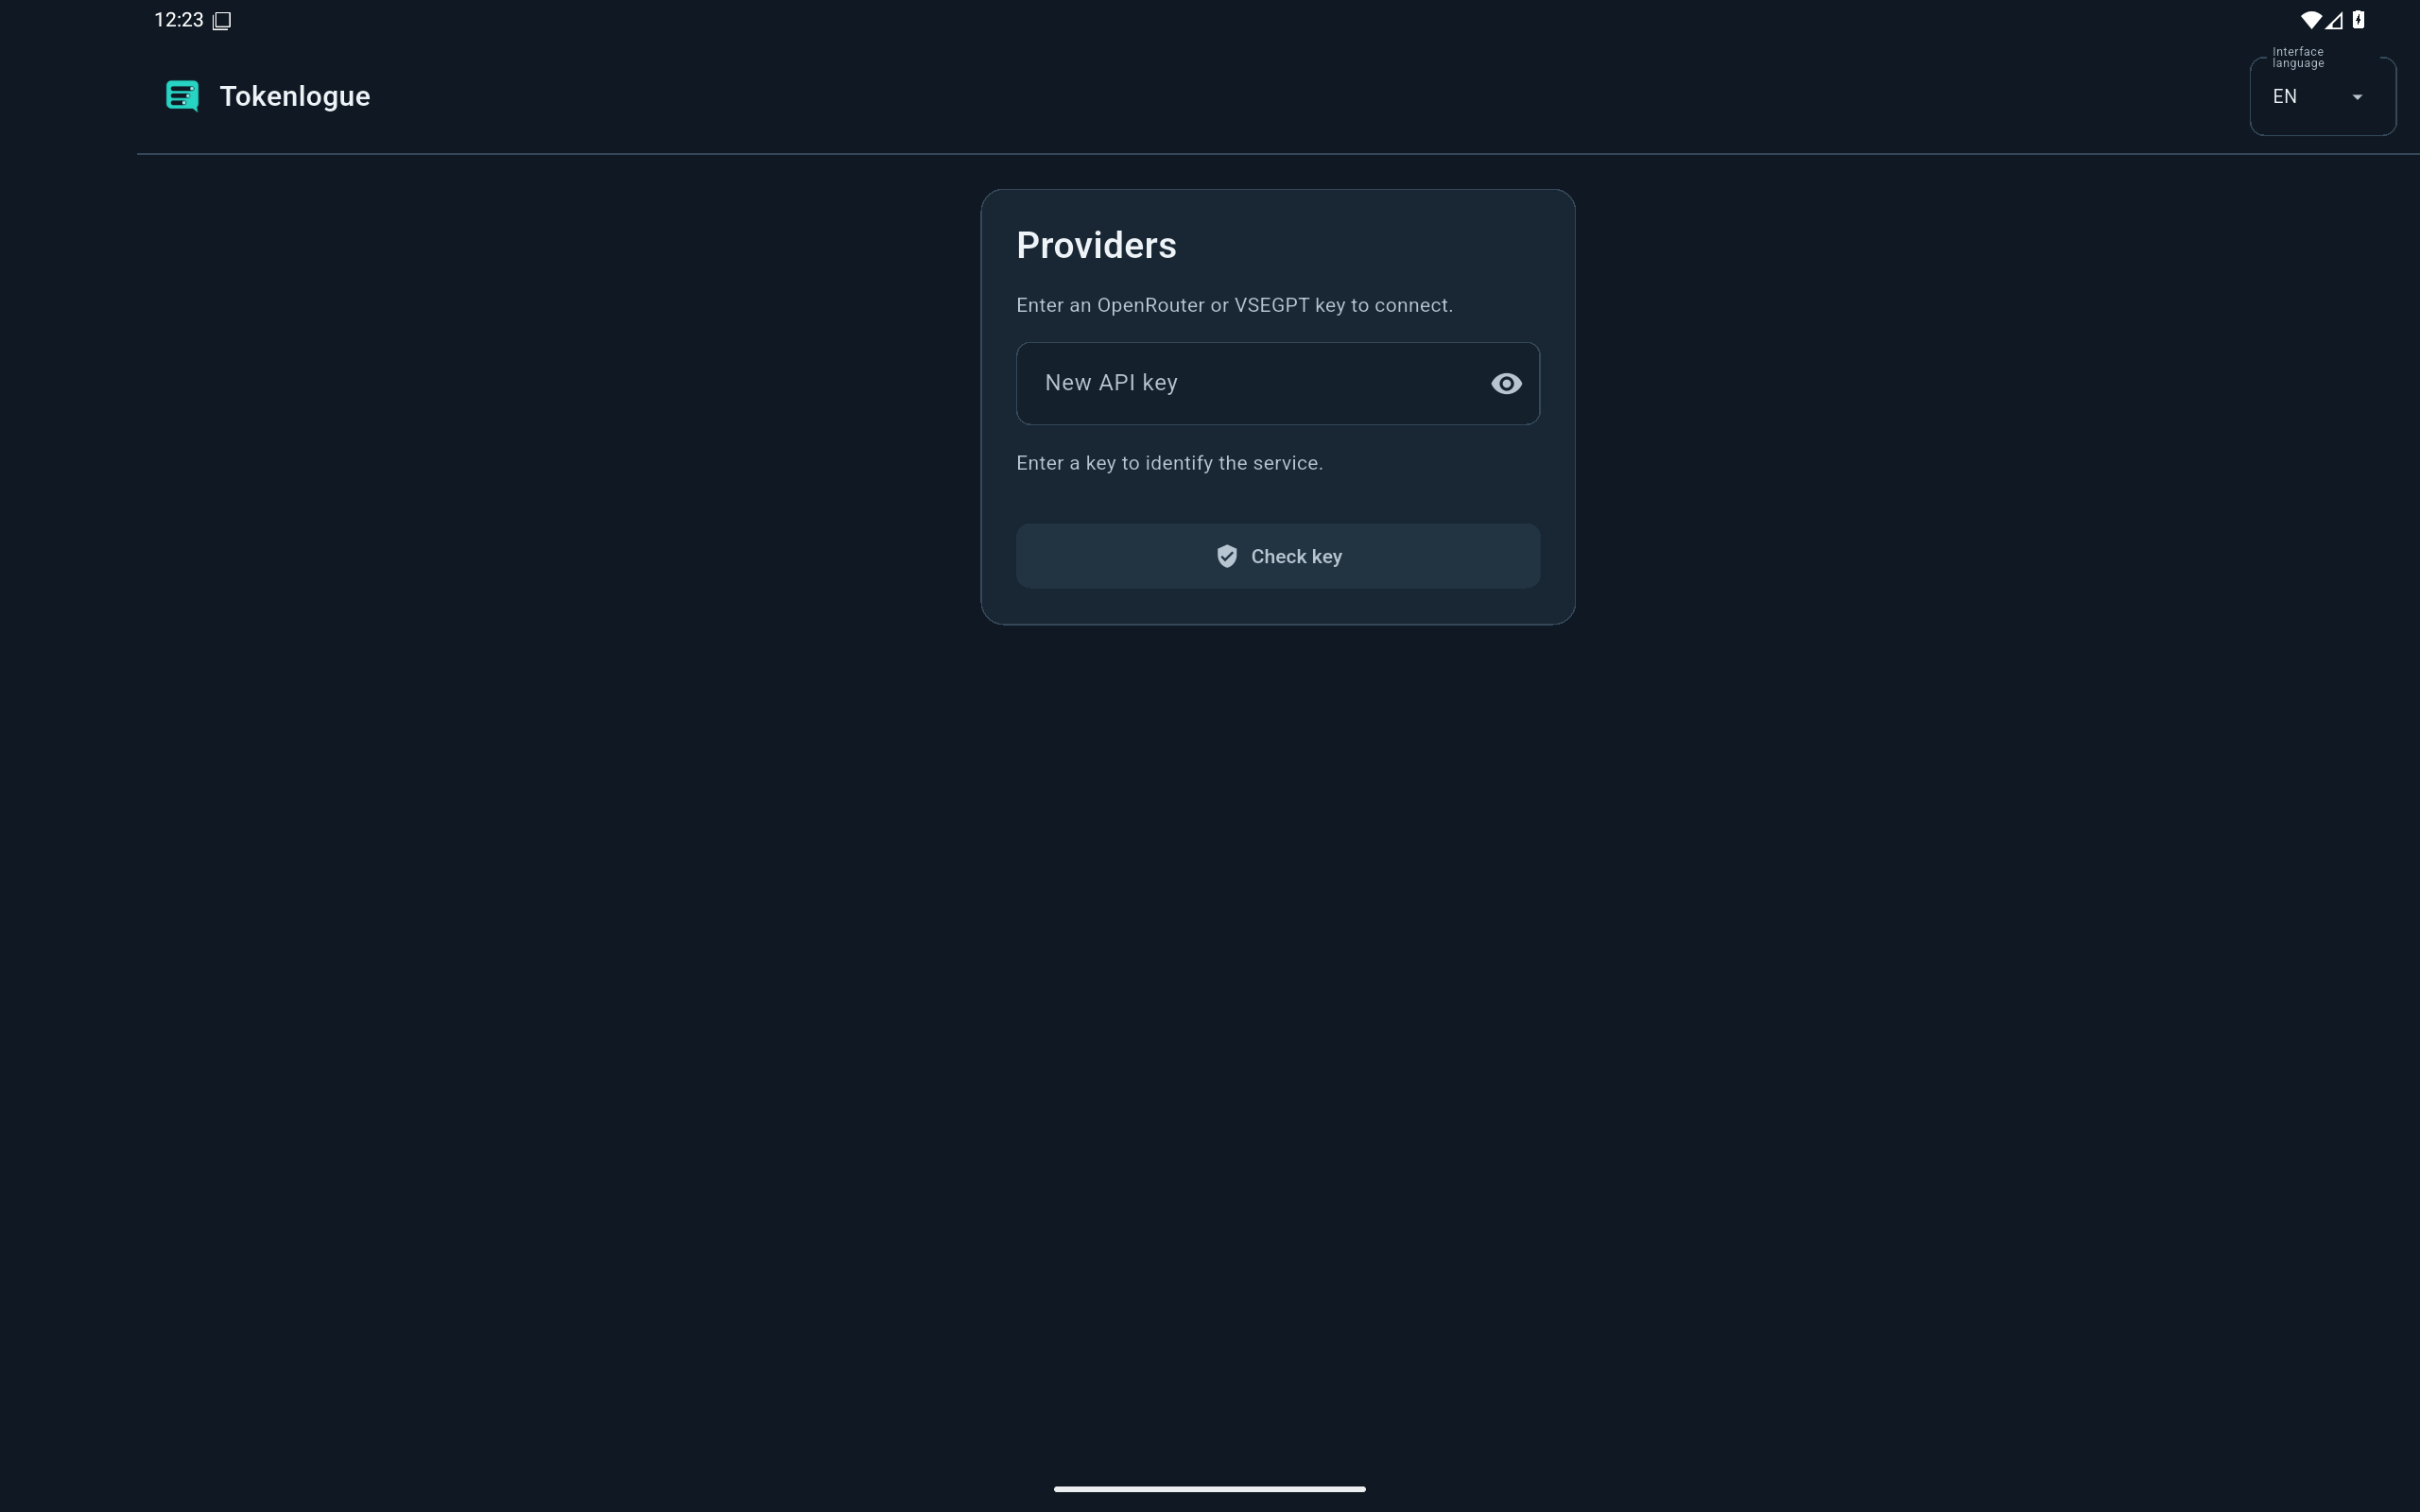 12:23
Tokenlogue
Interface
language
EN
Providers
Enter an OpenRouter or VSEGPT key to connect.
New API key
Enter a key to identify the service.
Check key